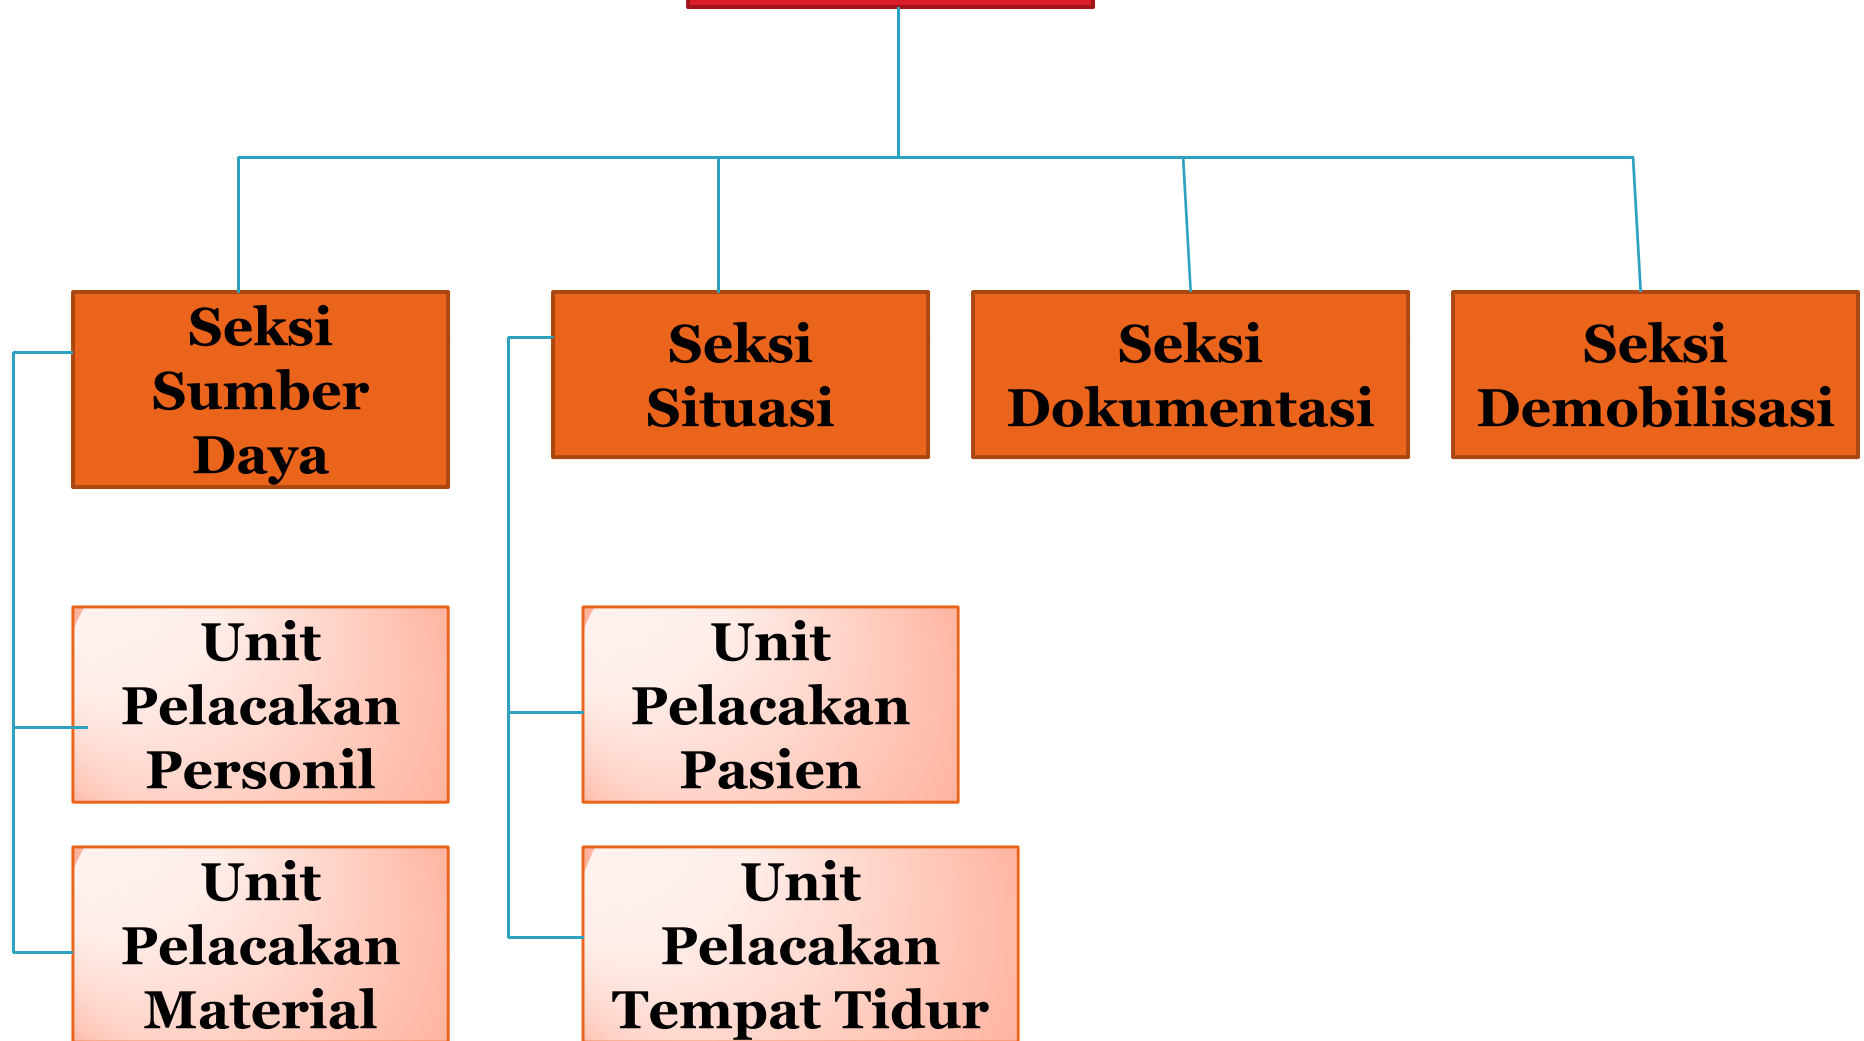 Seksi
Sumber
Daya
Seksi
Situasi
Seksi
Dokumentasi
Seksi
Demobilisasi
Unit
Pelacakan
Personil
Unit
Pelacakan
Pasien
Unit
Pelacakan
Material
Unit
Pelacakan
Tempat Tidur